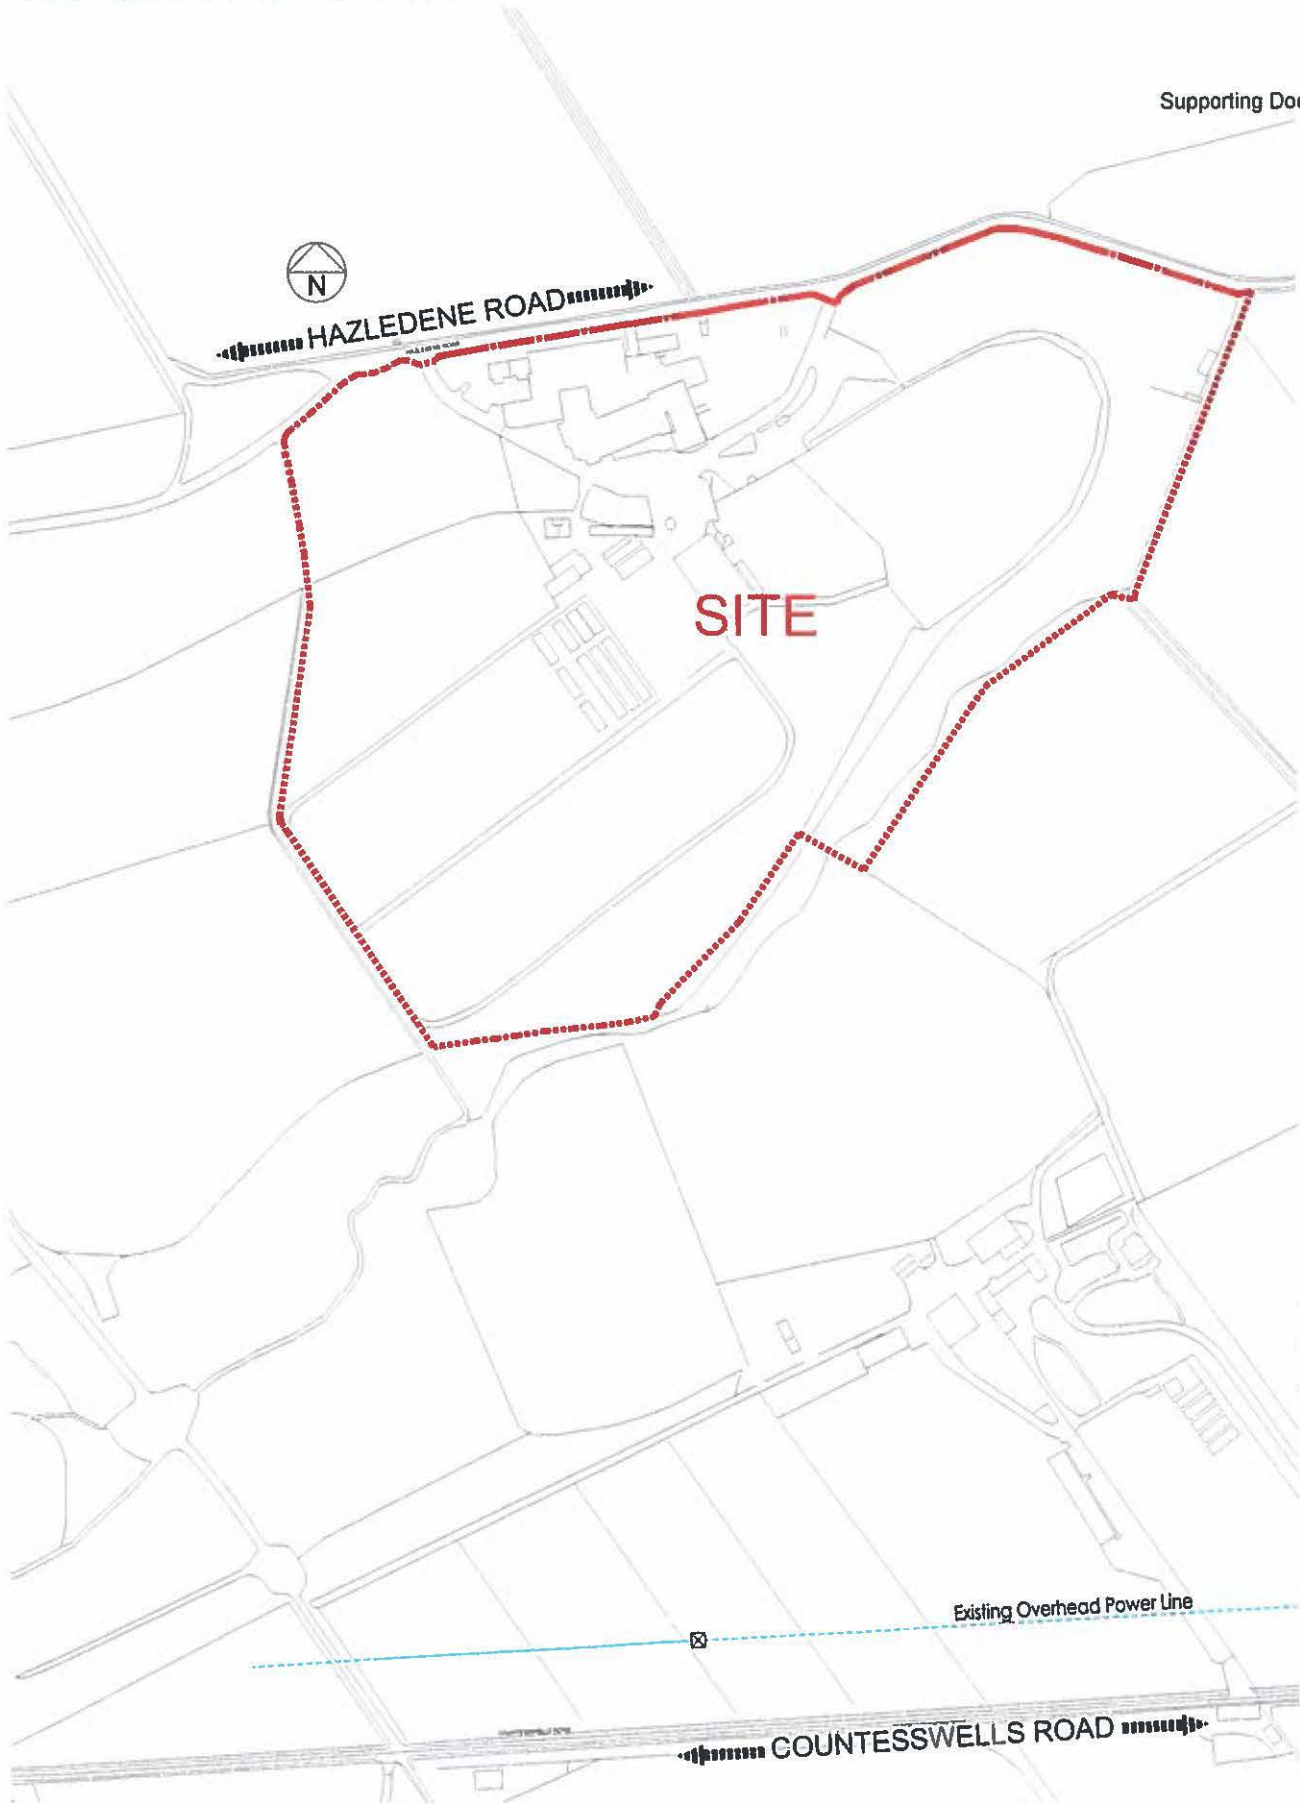 Supporting Doc
N
HAZLEDENE ROAD
SITE
Existing Overhead Power Line
COUNTESSWELLS ROAD